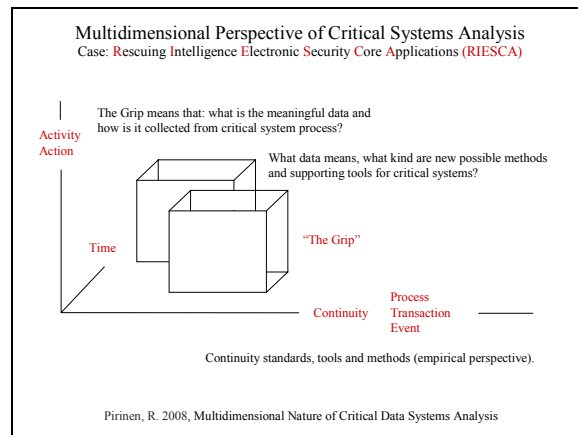 Multidimensional Perspective of Critical Systems Analysis
Case: Rescuing Intelligence Electronic Security Core Applications (RIESCA)
The Grip means that: what is the meaningful data and
how is it collected from critical system process?
Activity
Action
What data means, what kind are new possible methods
and supporting tools for critical systems?
Time
“The Grip”
Continuity
Process
Transaction
Event
Continuity standards, tools and methods (empirical perspective).
Pirinen, R. 2008, Multidimensional Nature of Critical Data Systems Analysis